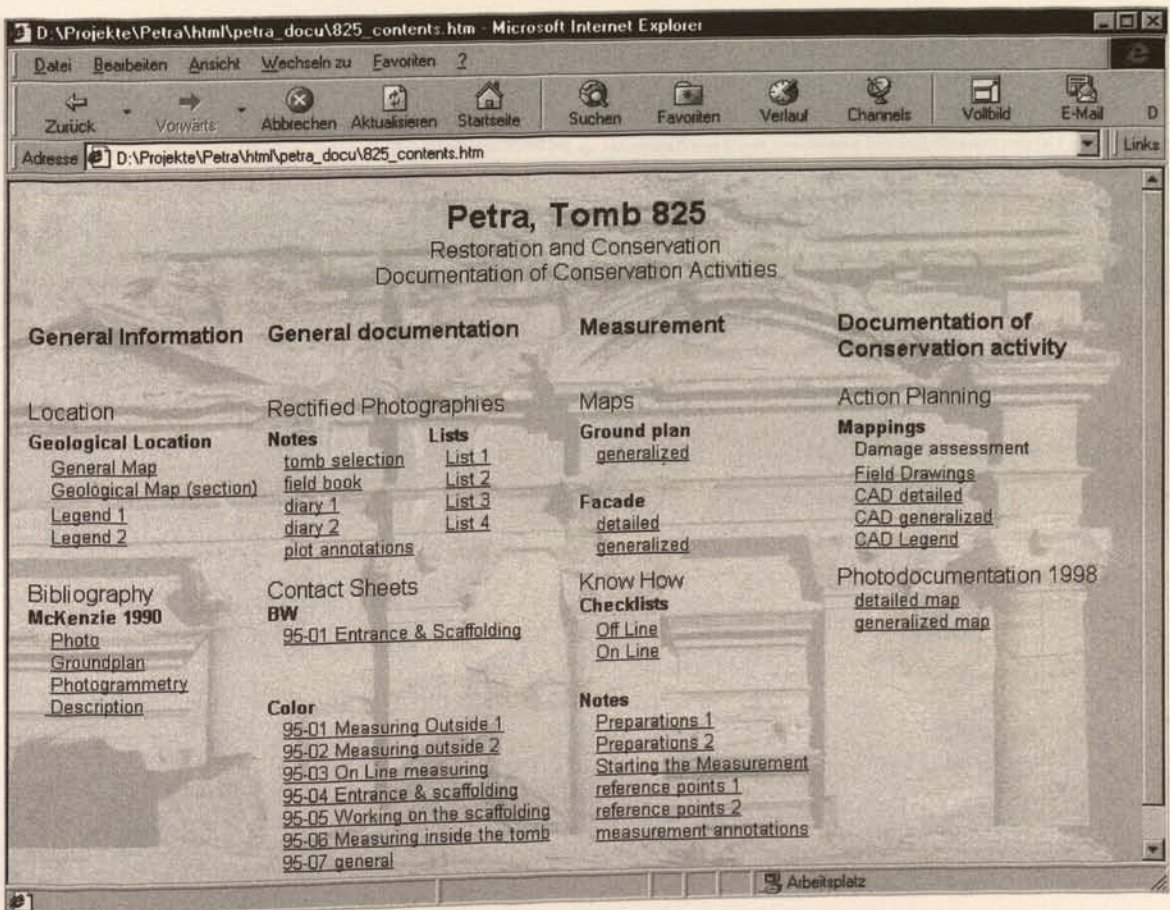 D:\Projekte\Petra\html\petra_docu\825_contents.htm - Microsoft Internet Explorer
Datei Bearbeiten Ansicht Wechseln zu Favoriten ?
Zurück Vorwärts Abbrechen Aktualisieren Startseite Suchen Favoriten Verlauf Channels Vollbild E-Mail D
Adresse D:\Projekte\Petra\html\petra_docu\825_contents.htm Links
Petra, Tomb 825
Restoration and Conservation
Documentation of Conservation Activities
General Information
Location
Geological Location
General Map
Geological Map (section)
Legend 1
Legend 2
Bibliography
McKenzie 1990
Photo
Groundplan
Photogrammetry
Description
General documentation
Rectified Photographies
Notes
tomb selection
field book
diary 1
diary 2
plot annotations
Lists
List 1
List 2
List 3
List 4
Contact Sheets
BW
95-01 Entrance & Scaffolding
Color
95-01 Measuring Outside 1
95-02 Measuring outside 2
95-03 On Line measuring
95-04 Entrance & scaffolding
95-05 Working on the scaffolding
95-06 Measuring inside the tomb
95-07 general
Measurement
Maps
Ground plan
generalized
Facade
detailed
generalized
Know How
Checklists
Off Line
On Line
Notes
Preparations 1
Preparations 2
Starting the Measurement
reference points 1
reference points 2
measurement annotations
Documentation of
Conservation activity
Action Planning
Mappings
Damage assessment
Field Drawings
CAD detailed
CAD generalized
CAD Legend
Photodocumentation 1998
detailed map
generalized map
Arbeitsplatz